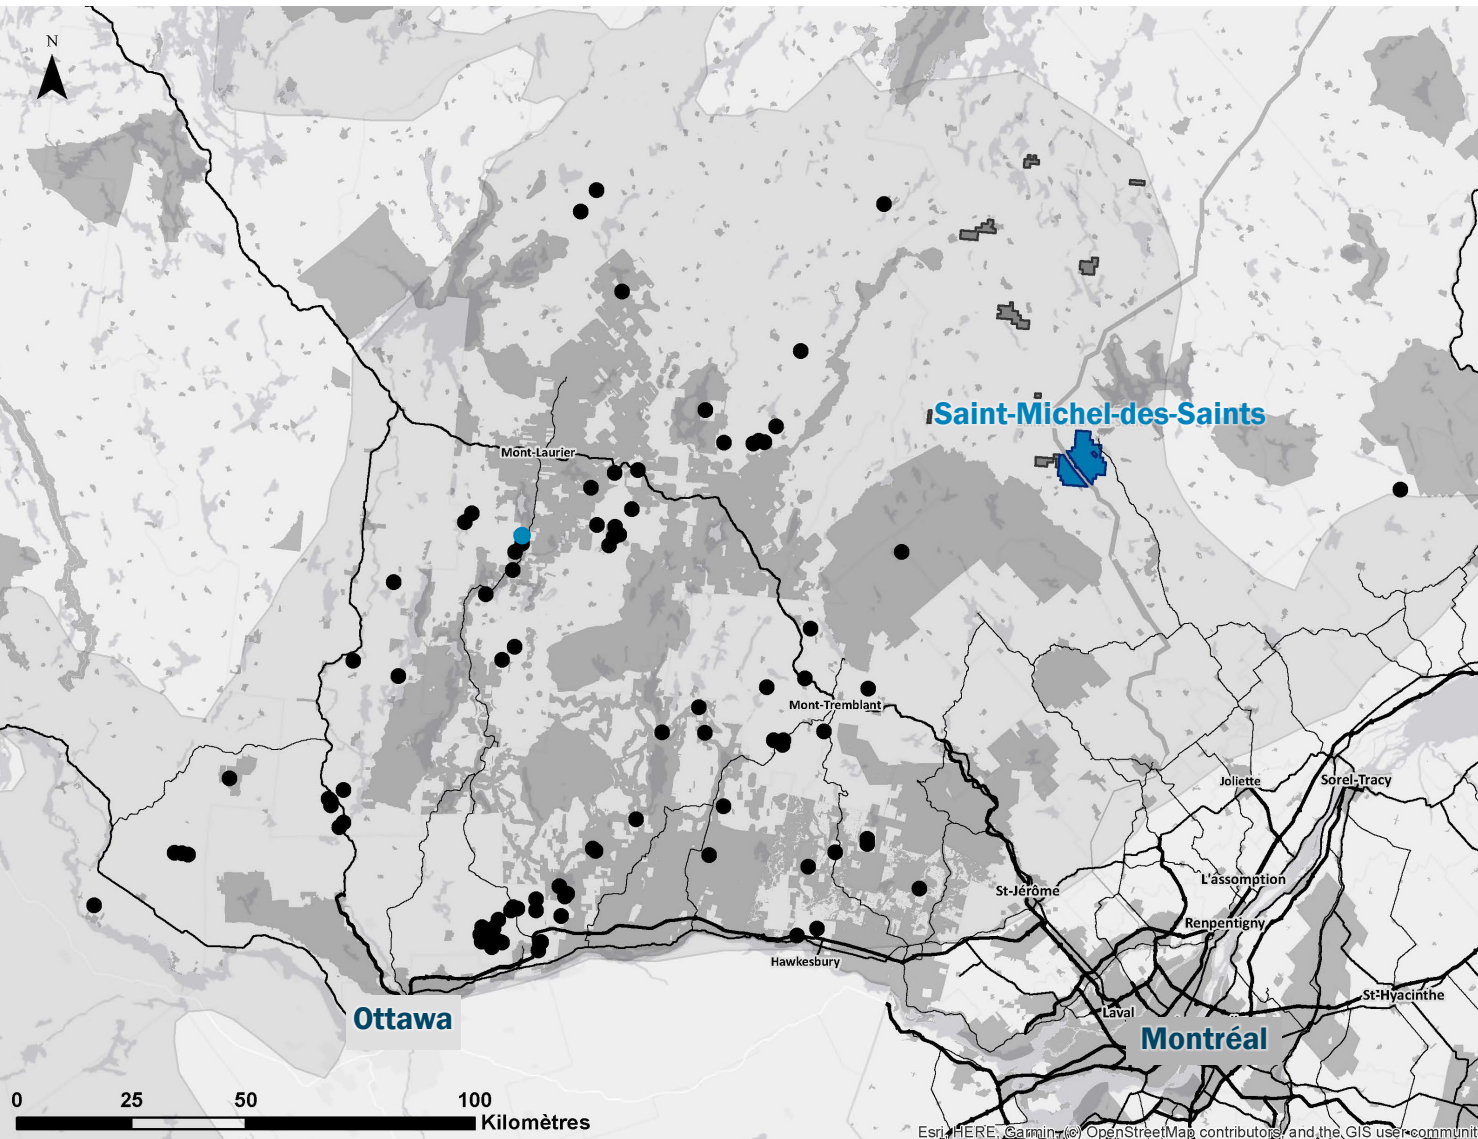 N
Saint-Michel-des-Saints
Mont-Laurier
Mont-Tremblant
Joliette
Sorel-Tracy
L'assomption
St-Jérôme
Renpentigny
Hawkesbury
St-Hyacinthe
Laval
Ottawa
Montréal
0 25 50 100
Kilomètres
Esri, HERE, Garmin, (c) OpenStreetMap contributors, and the GIS user communit